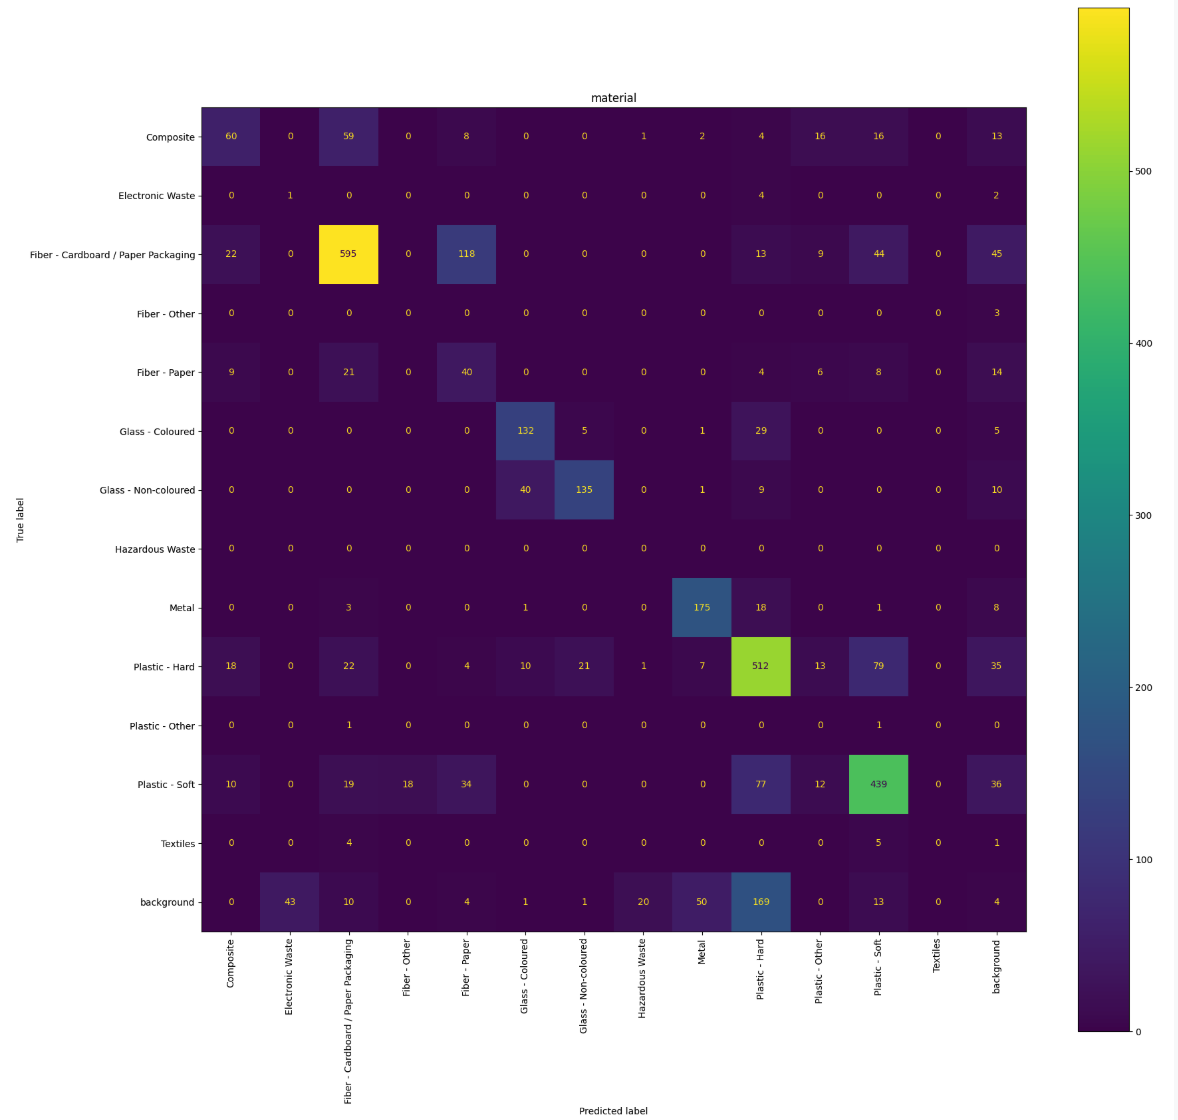 material
Composite 60 0 59 0 8 0 0 1 2 4 16 16 0 13
Electronic Waste 0 1 0 0 0 0 0 0 0 4 0 0 0 2
Fiber - Cardboard / Paper Packaging 22 0 595 0 118 0 0 0 0 13 9 44 0 45
Fiber - Other 0 0 0 0 0 0 0 0 0 0 0 0 0 3
Fiber - Paper 9 0 21 0 40 0 0 0 0 4 6 8 0 14
Glass - Coloured 0 0 0 0 0 132 5 0 1 29 0 0 0 5
Glass - Non-coloured 0 0 0 0 0 40 135 0 1 9 0 0 0 10
Hazardous Waste 0 0 0 0 0 0 0 0 0 0 0 0 0 0
Metal 0 0 3 0 0 1 0 0 175 18 0 1 0 8
Plastic - Hard 18 0 22 0 4 10 21 1 7 512 13 79 0 35
Plastic - Other 0 0 1 0 0 0 0 0 0 0 0 1 0 0
Plastic - Soft 10 0 19 18 34 0 0 0 0 77 12 439 0 36
Textiles 0 0 4 0 0 0 0 0 0 0 0 5 0 1
background 0 43 10 0 4 1 1 20 50 169 0 13 0 4
True label
Composite
Electronic Waste
Fiber - Cardboard / Paper Packaging
Fiber - Other
Fiber - Paper
Glass - Coloured
Glass - Non-coloured
Hazardous Waste
Metal
Plastic - Hard
Plastic - Other
Plastic - Soft
Textiles
background
Predicted label
500
400
300
200
100
0